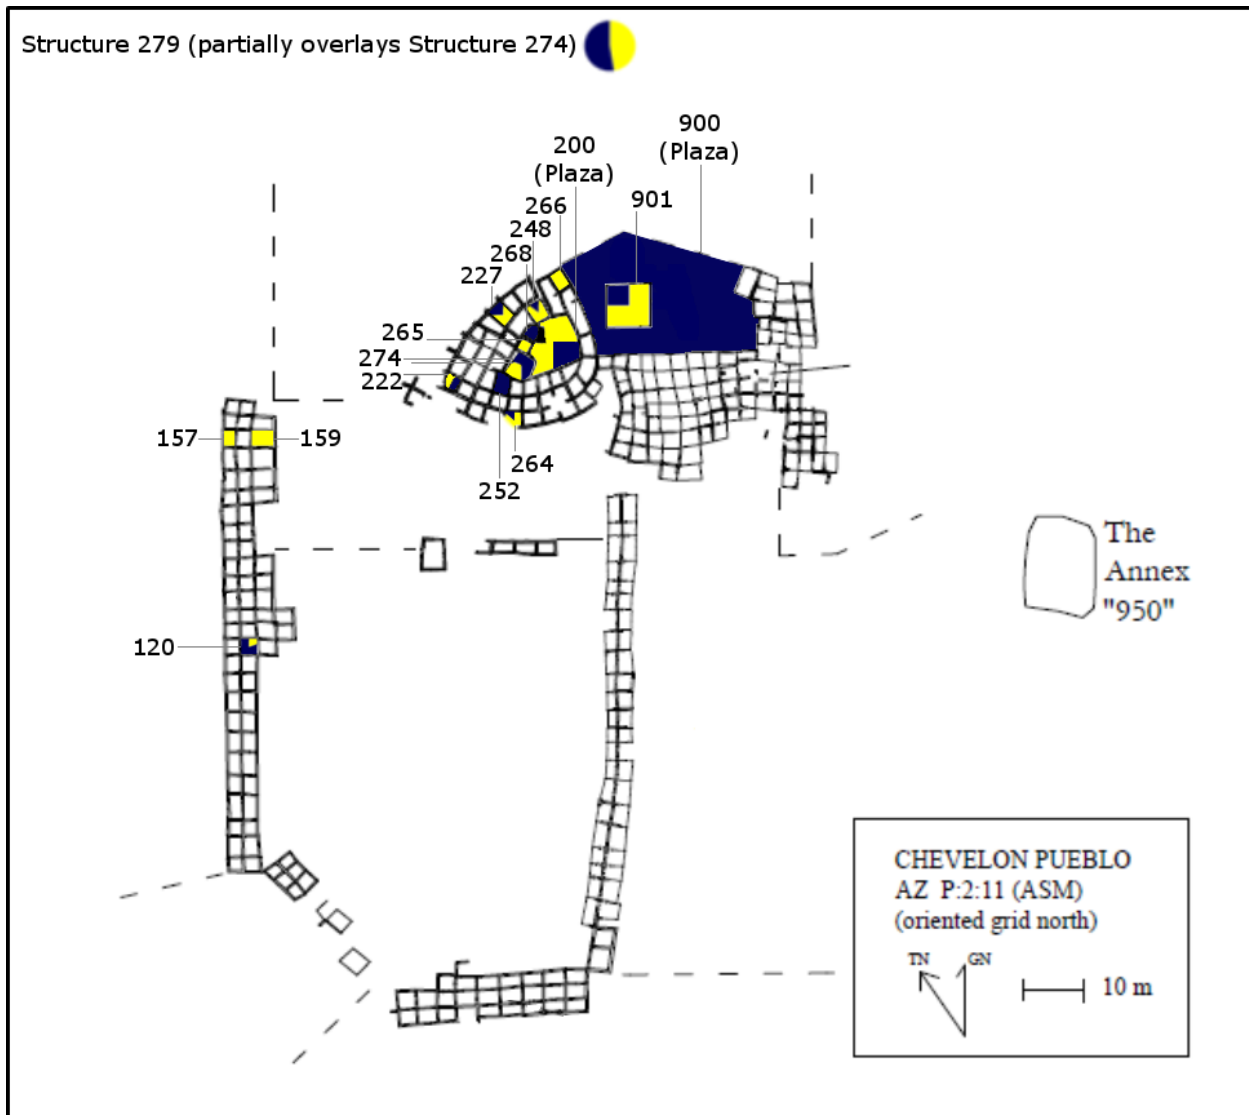 Structure 279 (partially overlays Structure 274)
900
(Plaza)
200
(Plaza)
901
266
248
268
227
265
274
222
157
159
264
252
The
Annex
"950"
120
CHEVELON PUEBLO
AZ P:2:11 (ASM)
(oriented grid north)
TN
GN
10 m